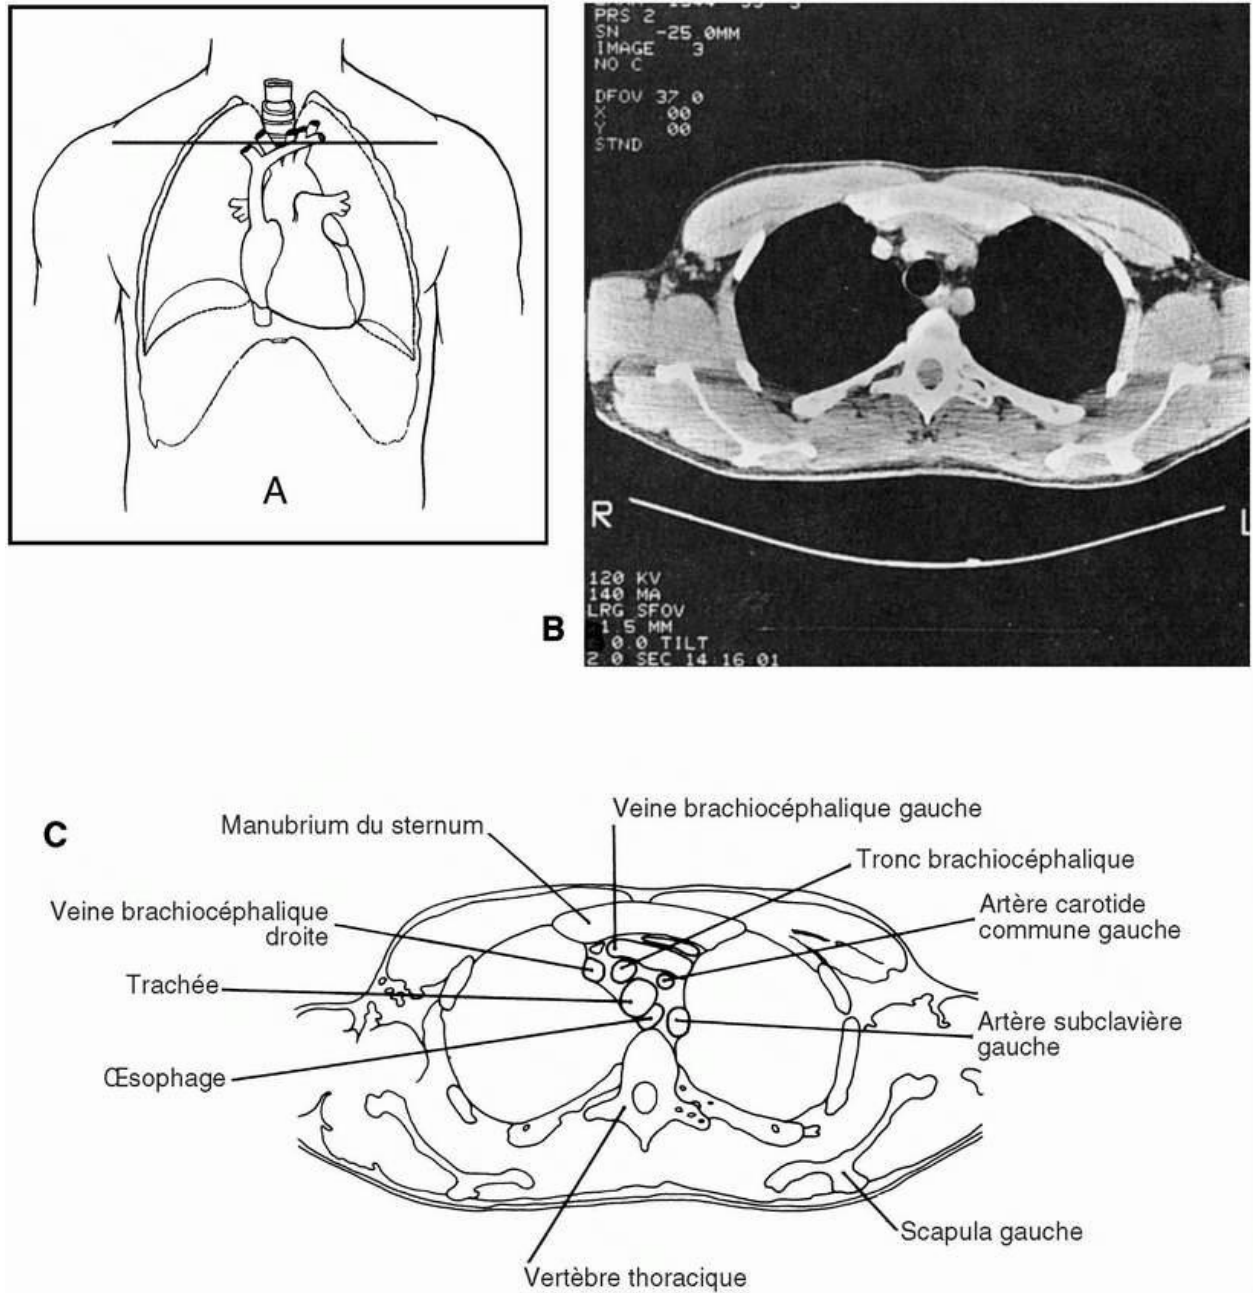 A
B
PRS 2
SN -25.0MM
IMAGE 3
NO C
DFOV 37.0
X 00
Y 00
STND
R
L
120 KV
140 MA
LRG SFOV
1.5 MM
0.0 TILT
2.0 SEC 14:16:01
C
Manubrium du sternum
Veine brachiocéphalique gauche
Tronc brachiocéphalique
Veine brachiocéphalique
droite
Artère carotide
commune gauche
Trachée
Artère subclavière
gauche
Œsophage
Scapula gauche
Vertèbre thoracique